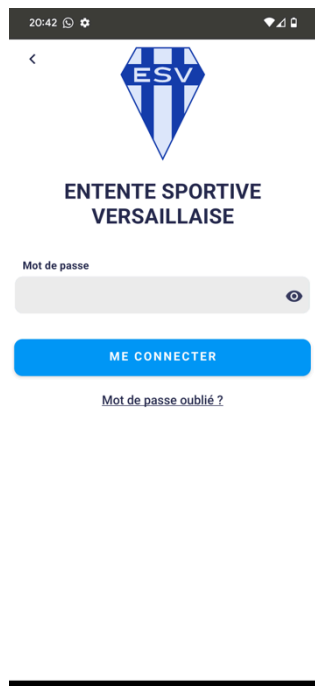 20:42
ESV
ENTENTE SPORTIVE
VERSAILLAISE
Mot de passe
ME CONNECTER
Mot de passe oublié ?